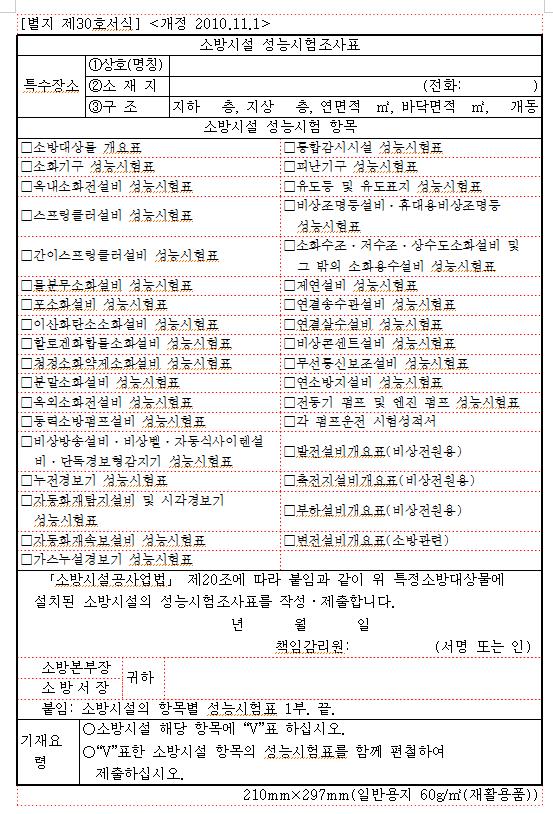 [별지 제30호서식] <개정 2010.11.1>
소방시설 성능시험조사표
특수장소
①상호(명칭)
②소 재 지 (전화: )
③구 조 지하 층, 지상 층, 연면적 ㎡, 바닥면적 ㎡, 개동
소방시설 성능시험 항목
□소방대상물 개요표 □통합감시시설 성능시험표
□소화기구 성능시험표 □피난기구 성능시험표
□옥내소화전설비 성능시험표 □유도등 및 유도표지 성능시험표
□스프링클러설비 성능시험표 □비상조명등설비·휴대용비상조명등
성능시험표
□간이스프링클러설비 성능시험표 □소화수조·저수조·상수도소화설비 및
그 밖의 소화용수설비 성능시험표
□물분무소화설비 성능시험표 □제연설비 성능시험표
□포소화설비 성능시험표 □연결송수관설비 성능시험표
□이산화탄소소화설비 성능시험표 □연결살수설비 성능시험표
□할로겐화합물소화설비 성능시험표 □비상콘센트설비 성능시험표
□청정소화약제소화설비 성능시험표 □무선통신보조설비 성능시험표
□분말소화설비 성능시험표 □연소방지설비 성능시험표
□옥외소화전설비 성능시험표 □전동기 펌프 및 엔진 펌프 성능시험표
□동력소방펌프설비 성능시험표 □각 펌프운전 시험성적서
□비상방송설비·비상벨·자동식사이렌설
비·단독경보형감지기 성능시험표 □발전설비개요표(비상전원용)
□누전경보기 성능시험표 □축전지설비개요표(비상전원용)
□자동화재탐지설비 및 시각경보기
성능시험표 □부하설비개요표(비상전원용)
□자동화재속보설비 성능시험표 □변전설비개요표(소방관련)
□가스누설경보기 성능시험표
「소방시설공사업법」 제20조에 따라 붙임과 같이 위 특정소방대상물에
설치된 소방시설의 성능시험조사표를 작성·제출합니다.
년 월 일
책임감리원: (서명 또는 인)
소방본부장
소 방 서 장
귀하
붙임: 소방시설의 항목별 성능시험표 1부. 끝.
기재요
령
○소방시설 해당 항목에 “V”표 하십시오.
○“V”표한 소방시설 항목의 성능시험표를 함께 편철하여
제출하십시오.
210mm×297mm(일반용지 60g/㎡(재활용품))